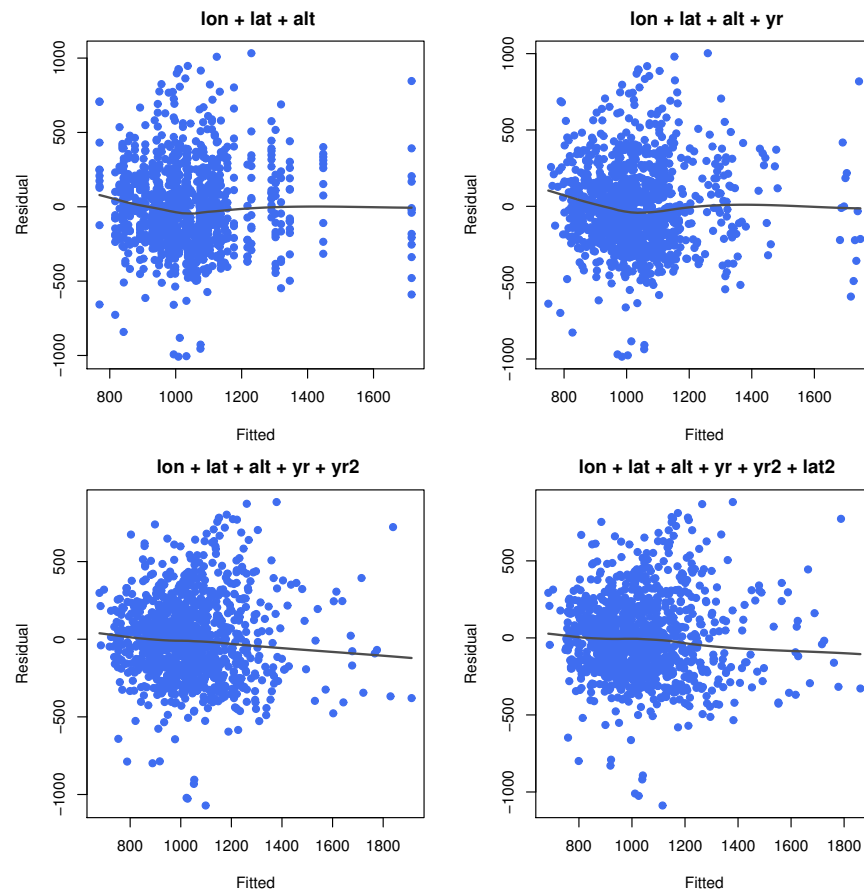 lon + lat + alt
Residual
−1000 −500 0 500 1000
800 1000 1200 1400 1600
Fitted
lon + lat + alt + yr
Residual
−1000 −500 0 500 1000
800 1000 1200 1400 1600
Fitted
lon + lat + alt + yr + yr2
Residual
−1000 −500 0 500
800 1000 1200 1400 1600 1800
Fitted
lon + lat + alt + yr + yr2 + lat2
Residual
−1000 −500 0 500
800 1000 1200 1400 1600 1800
Fitted